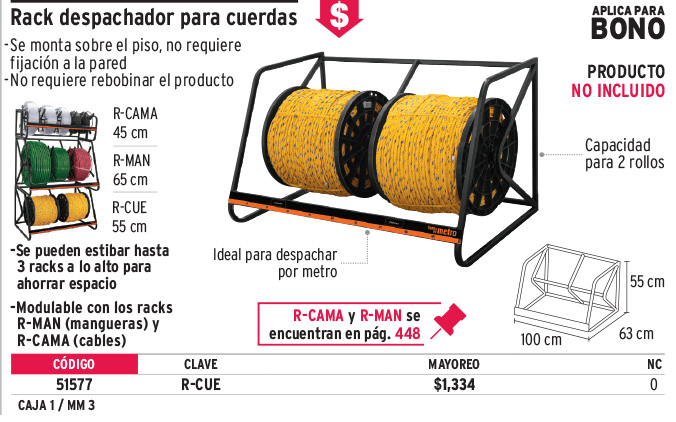 Rack despachador para cuerdas
$
APLICA PARA
BONO
-Se monta sobre el piso, no requiere
fijación a la pared
-No requiere rebobinar el producto
PRODUCTO
NO INCLUIDO
R-CAMA
45 cm
R-MAN
65 cm
R-CUE
55 cm
Capacidad
para 2 rollos
metro
Ideal para despachar
por metro
-Se pueden estibar hasta
3 racks a lo alto para
ahorrar espacio
-Modulable con los racks
R-MAN (mangueras) y
R-CAMA (cables)
R-CAMA y R-MAN se
encuentran en pág. 448
55 cm
100 cm
63 cm
CÓDIGO CLAVE MAYOREO NC
51577 R-CUE $1,334 0
CAJA 1 / MM 3